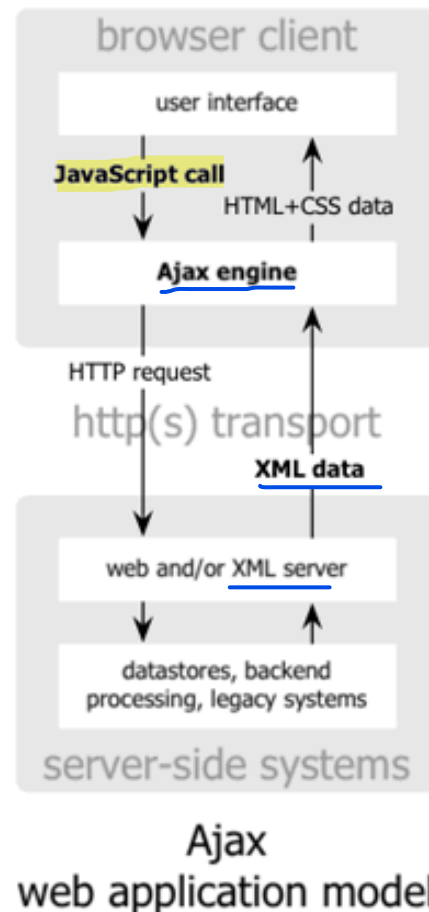 browser client
user interface
JavaScript call
HTML+CSS data
Ajax engine
HTTP request
http(s) transport
XML data
web and/or XML server
datastores, backend
processing, legacy systems
server-side systems
Ajax
web application model